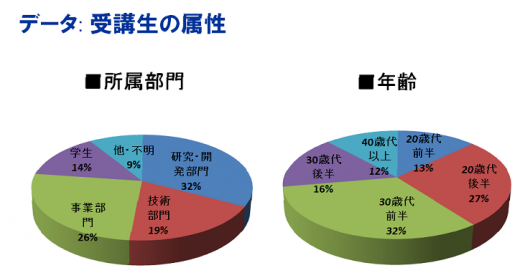 データ: 受講生の属性
■所属部門
■年齢
他・不明
9%
学生
14%
研究・開
発部門
32%
技術
部門
19%
事業部
門
26%
40歳代
以上
12%
20歳代
前半
13%
30歳代
後半
16%
20歳代
後半
27%
30歳代
前半
32%